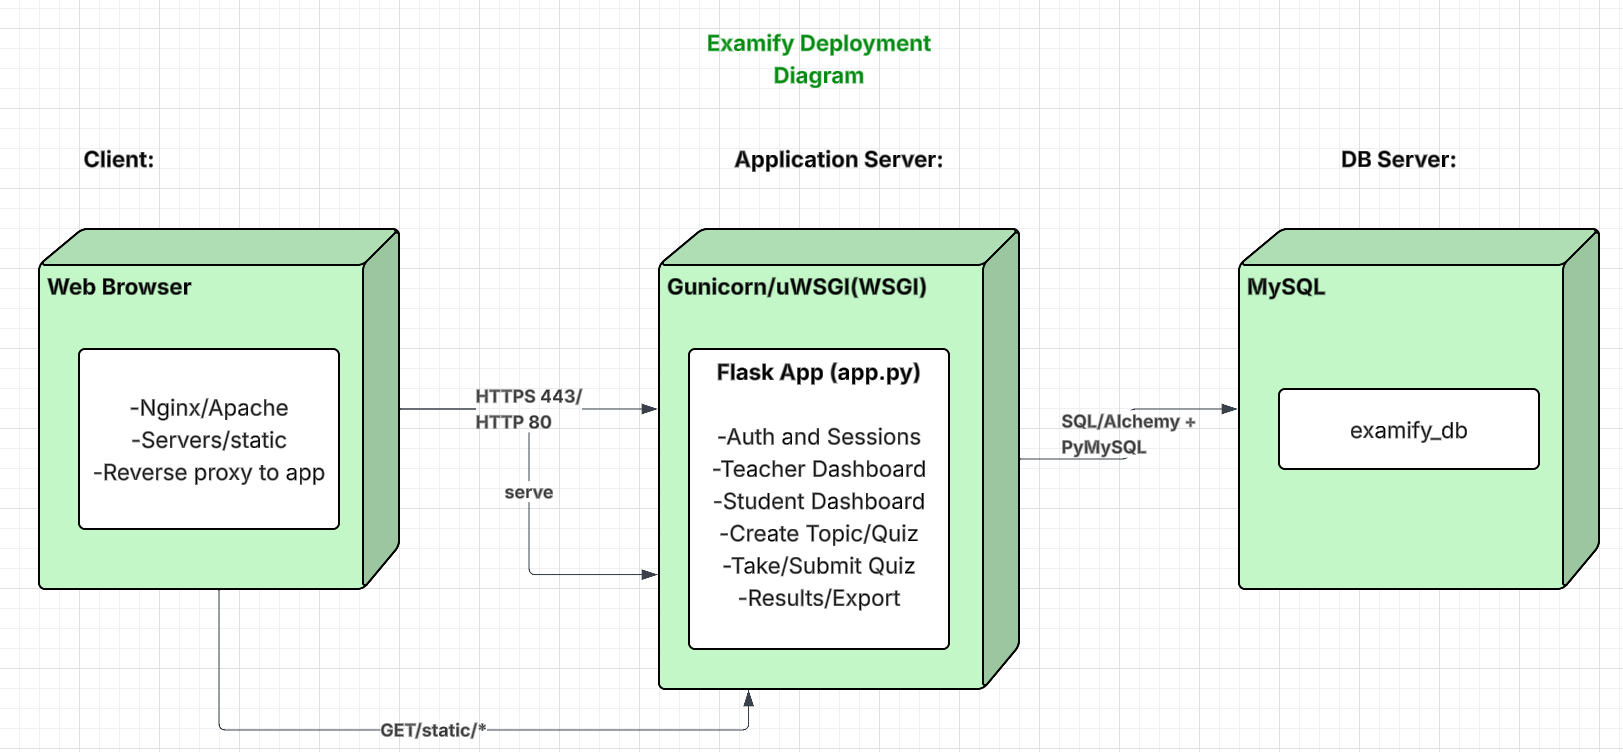 Examify Deployment
Diagram
Client:
Application Server:
DB Server:
Web Browser
-Nginx/Apache
-Servers/static
-Reverse proxy to app
HTTPS 443/
HTTP 80
serve
GET/static/*
Gunicorn/uWSGI(WSGI)
Flask App (app.py)
-Auth and Sessions
-Teacher Dashboard
-Student Dashboard
-Create Topic/Quiz
-Take/Submit Quiz
-Results/Export
SQL/Alchemy +
PyMySQL
MySQL
examify_db